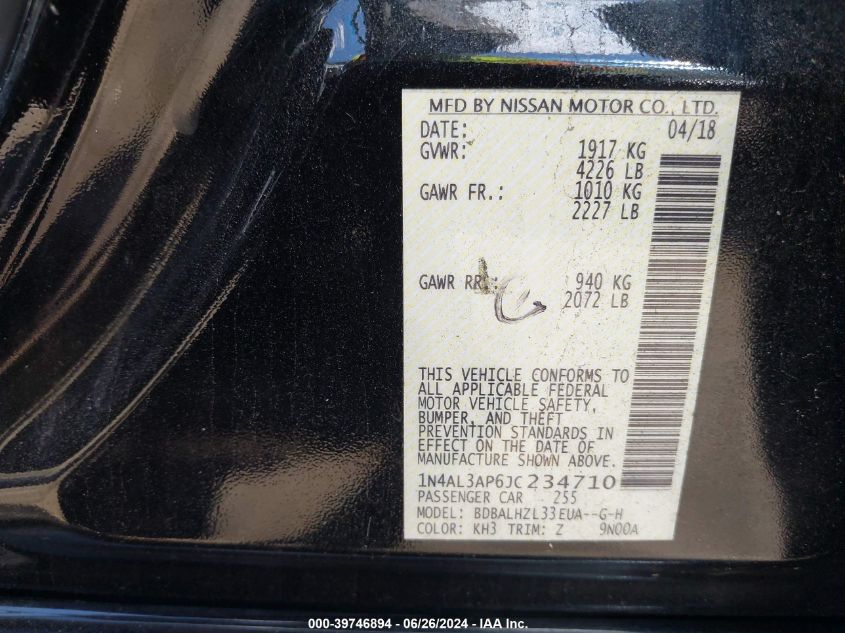 MFD BY NISSAN MOTOR CO., LTD.
DATE: 04/18
GVWR: 1917 KG
4226 LB
GAWR FR.: 1010 KG
2227 LB
GAWR RR.: 940 KG
2072 LB
THIS VEHICLE CONFORMS TO
ALL APPLICABLE FEDERAL
MOTOR VEHICLE SAFETY,
BUMPER, AND THEFT
PREVENTION STANDARDS IN
EFFECT ON THE DATE OF
MANUFACTURE SHOWN ABOVE.
1N4AL3AP6JC234710
PASSENGER CAR 255
MODEL: BDBALHZL33EUA--G-H
COLOR: KH3 TRIM: Z 9N00A
000-39746894 - 06/26/2024 - IAA Inc.